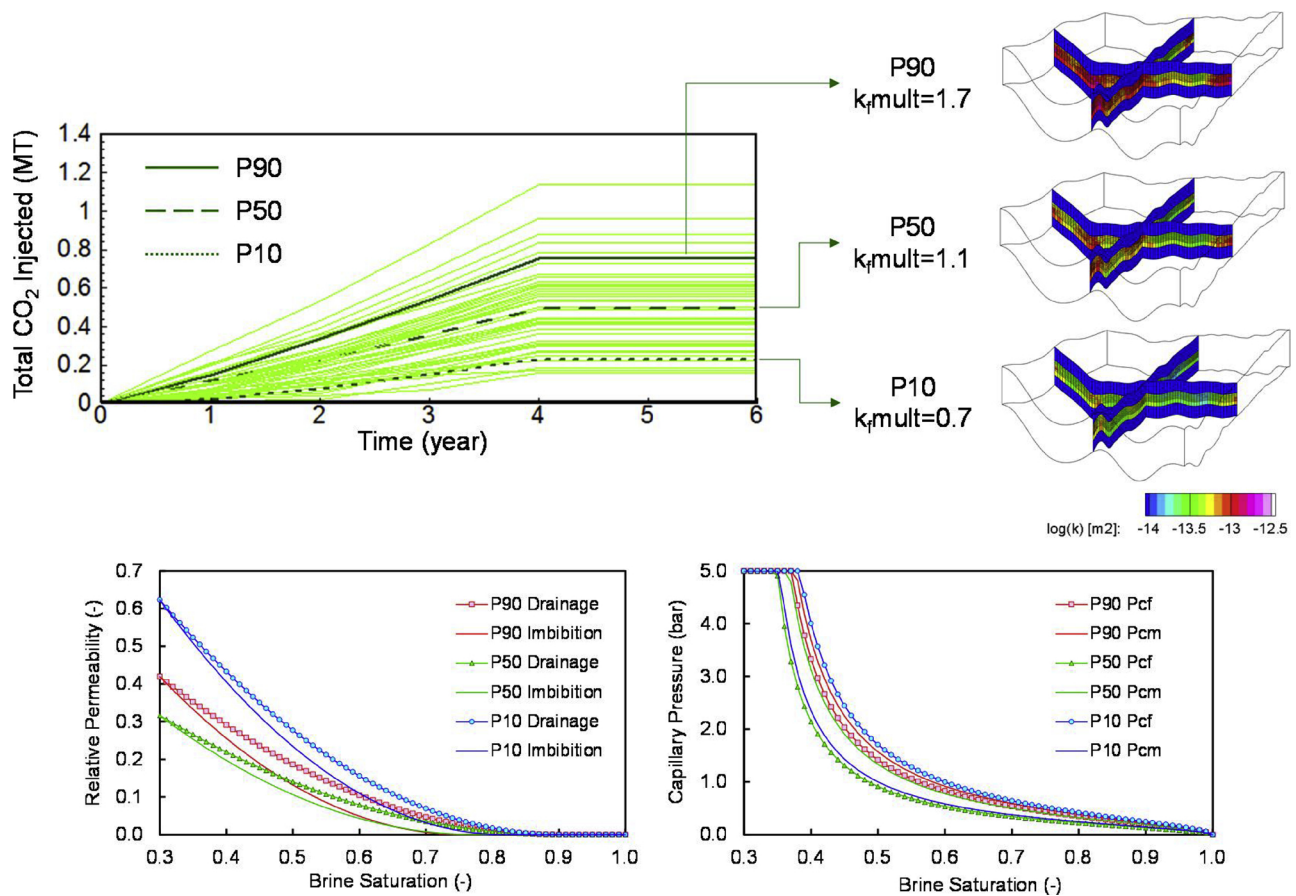 P90
k_fmult=1.7
Total CO₂ Injected (MT)
1.4
1.2
1
0.8
0.6
0.4
0.2
0
P90
P50
P10
0
1
2
3
4
5
6
Time (year)
P50
k_fmult=1.1
P10
k_fmult=0.7
log(k) [m2]: -14 -13.5 -13 -12.5
Relative Permeability (-)
0.7
0.6
0.5
0.4
0.3
0.2
0.1
0.0
P90 Drainage
P90 Imbibition
P50 Drainage
P50 Imbibition
P10 Drainage
P10 Imbibition
0.3 0.4 0.5 0.6 0.7 0.8 0.9 1.0
Brine Saturation (-)
Capillary Pressure (bar)
5.0
4.0
3.0
2.0
1.0
0.0
P90 Pcf
P90 Pcm
P50 Pcf
P50 Pcm
P10 Pcf
P10 Pcm
0.3 0.4 0.5 0.6 0.7 0.8 0.9 1.0
Brine Saturation (-)